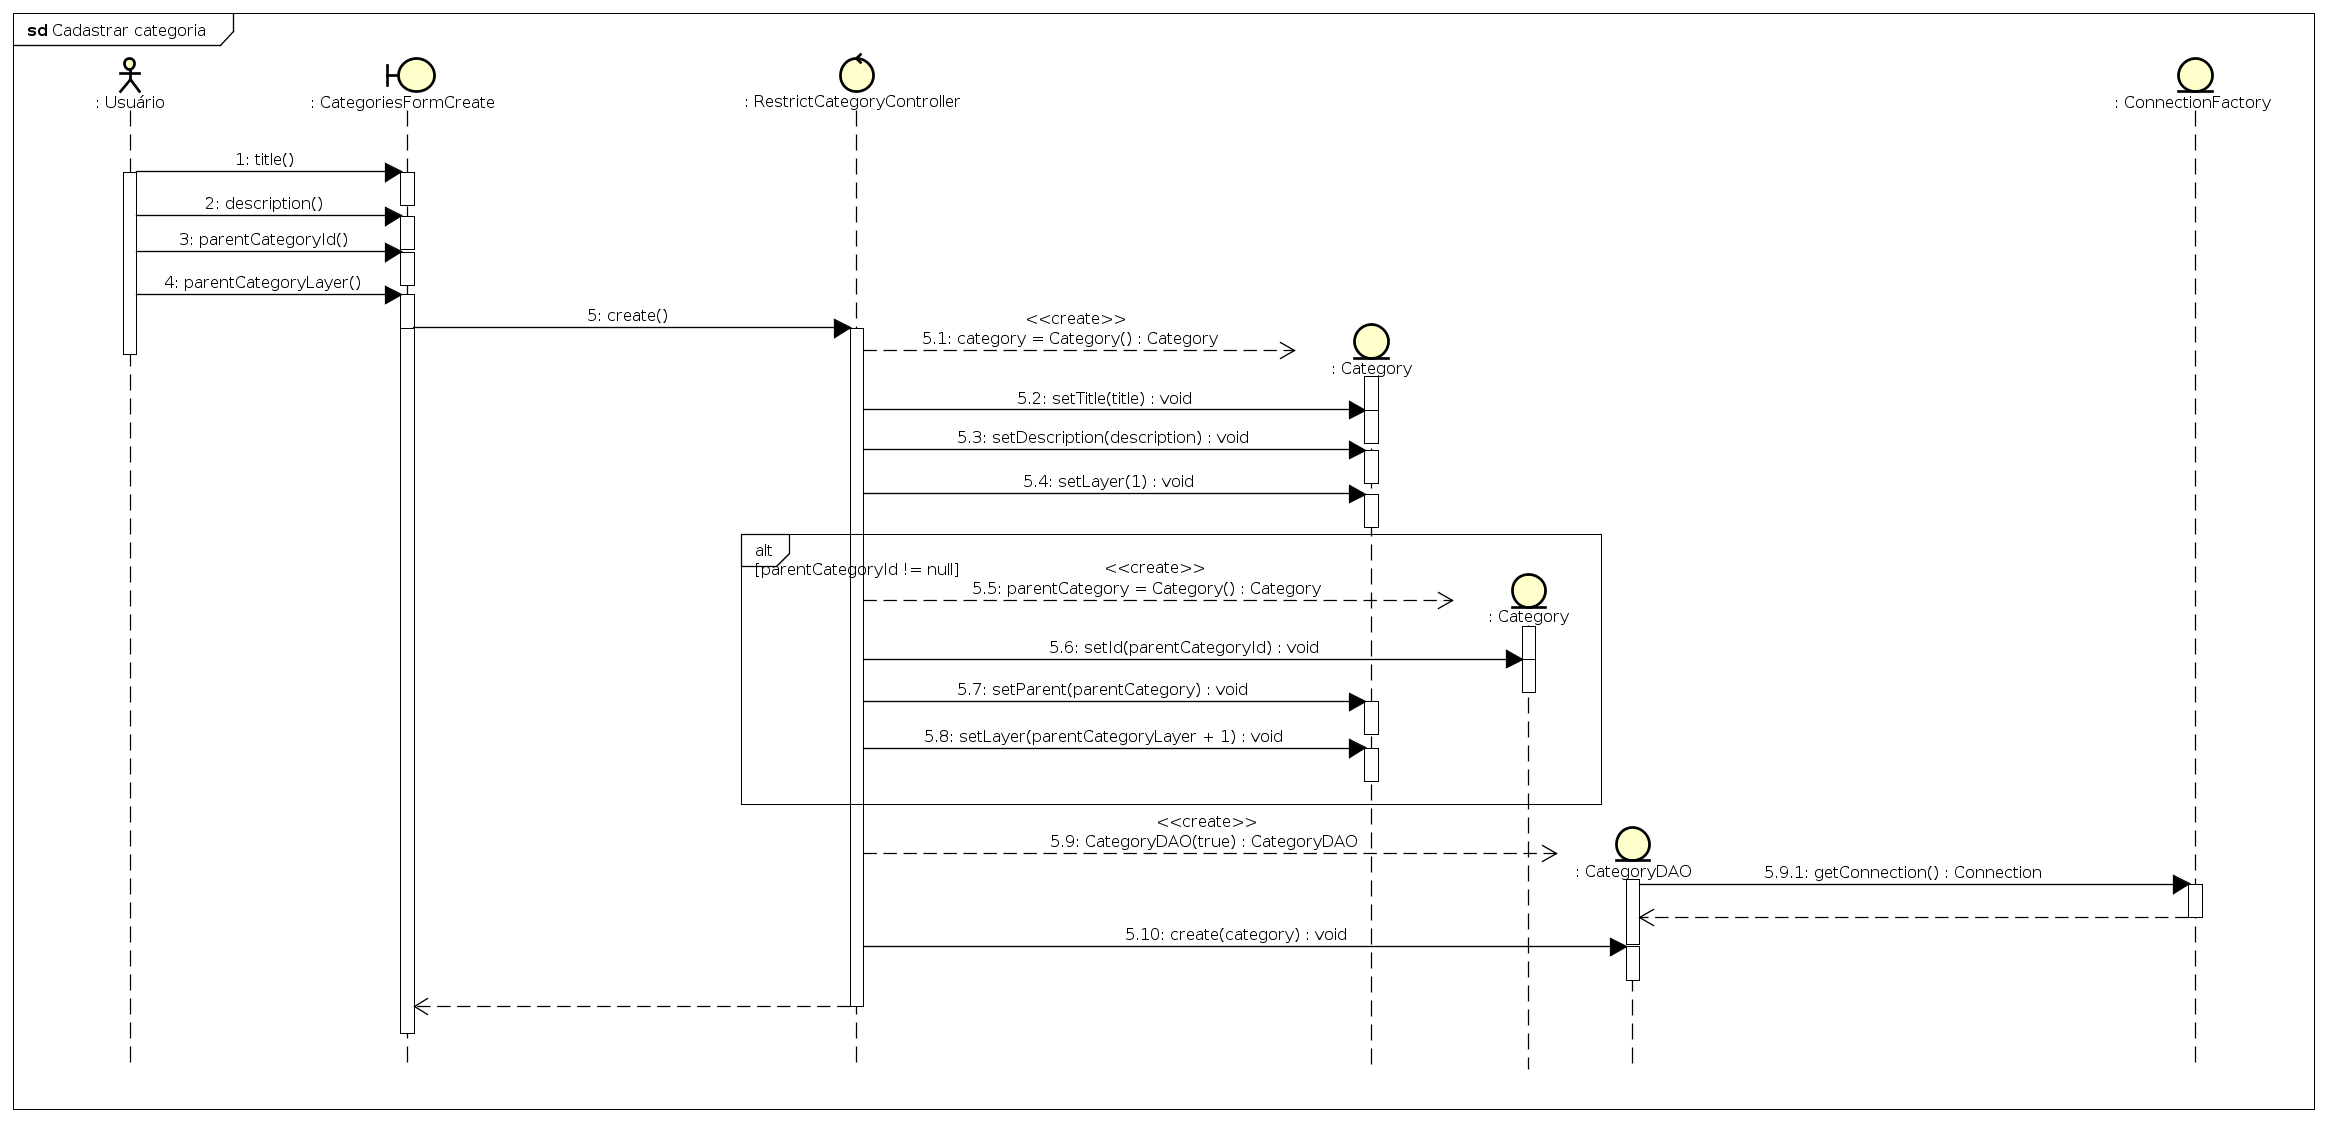 sd Cadastrar categoria
: Usuário
: CategoriesFormCreate
: RestrictCategoryController
: ConnectionFactory
1: title()
2: description()
3: parentCategoryId()
4: parentCategoryLayer()
5: create()
<<create>>
5.1: category = Category() : Category
: Category
5.2: setTitle(title) : void
5.3: setDescription(description) : void
5.4: setLayer(1) : void
alt
[parentCategoryId != null]
<<create>>
5.5: parentCategory = Category() : Category
: Category
5.6: setId(parentCategoryId) : void
5.7: setParent(parentCategory) : void
5.8: setLayer(parentCategoryLayer + 1) : void
<<create>>
5.9: CategoryDAO(true) : CategoryDAO
: CategoryDAO
5.9.1: getConnection() : Connection
5.10: create(category) : void